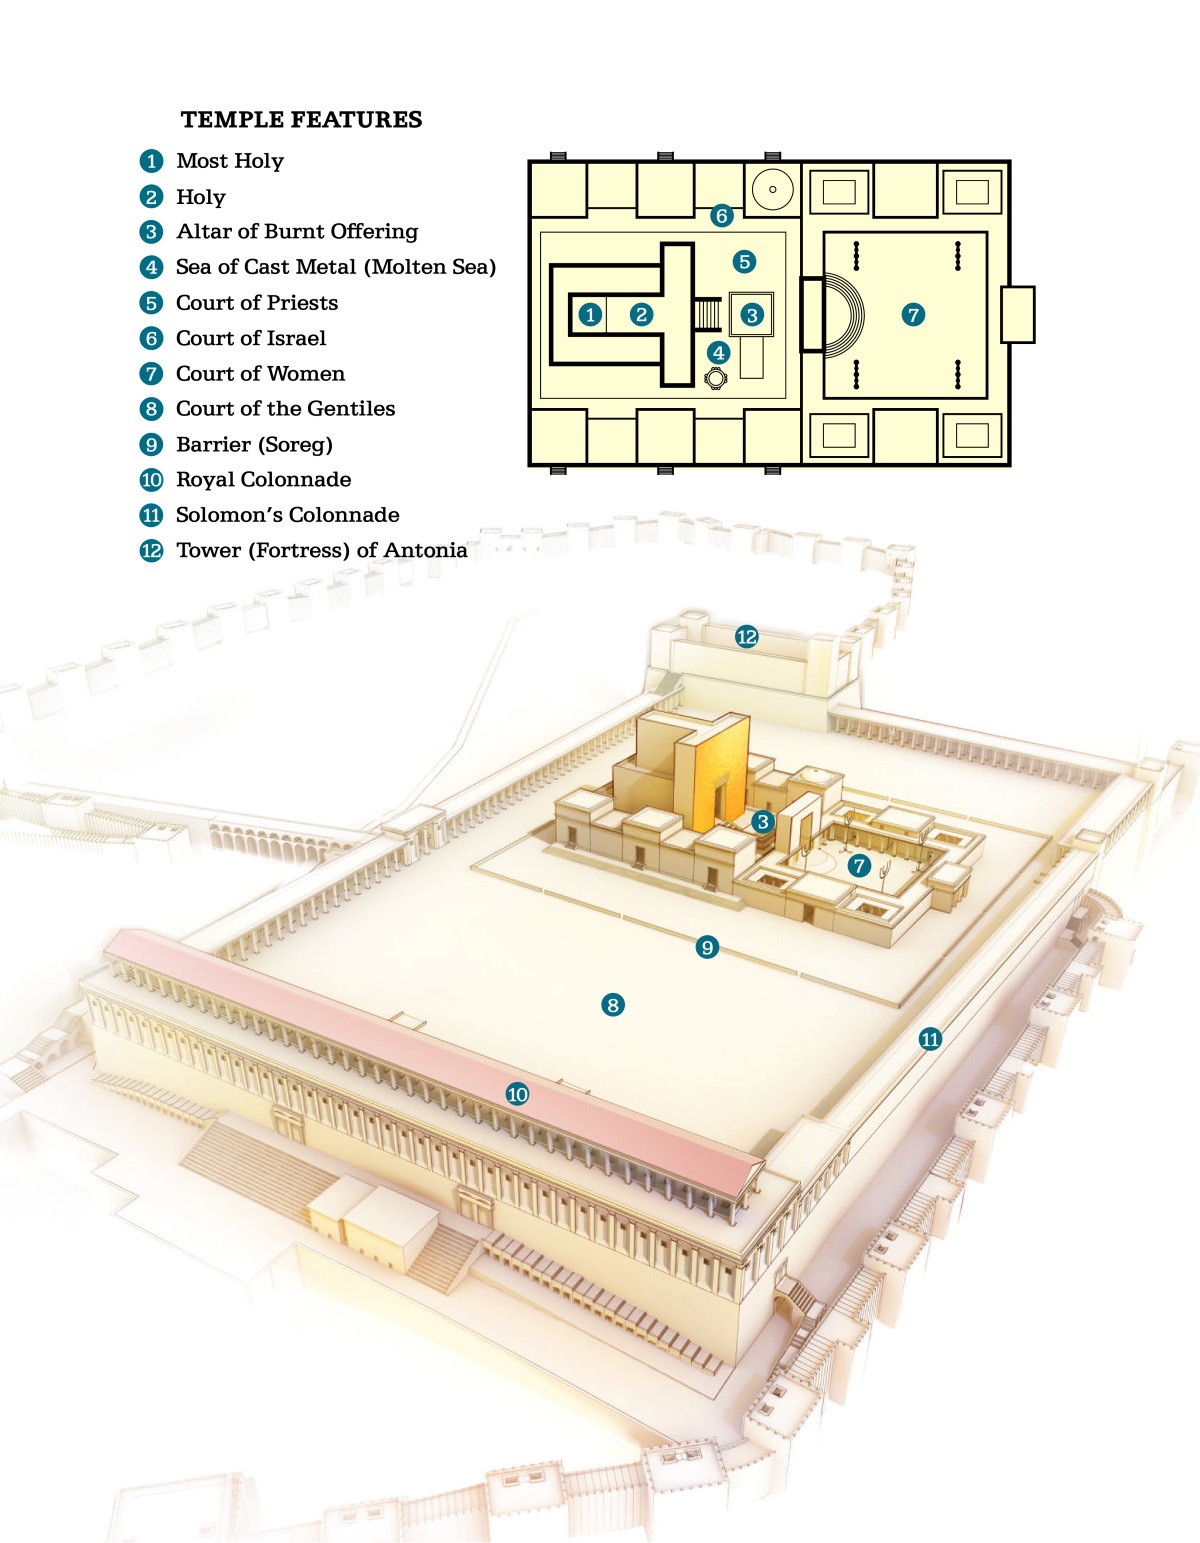 TEMPLE FEATURES
1 Most Holy
2 Holy
3 Altar of Burnt Offering
4 Sea of Cast Metal (Molten Sea)
5 Court of Priests
6 Court of Israel
7 Court of Women
8 Court of the Gentiles
9 Barrier (Soreg)
10 Royal Colonnade
11 Solomon’s Colonnade
12 Tower (Fortress) of Antonia
6
5
1 2 3 7
4
12
3
7
9
8
11
10